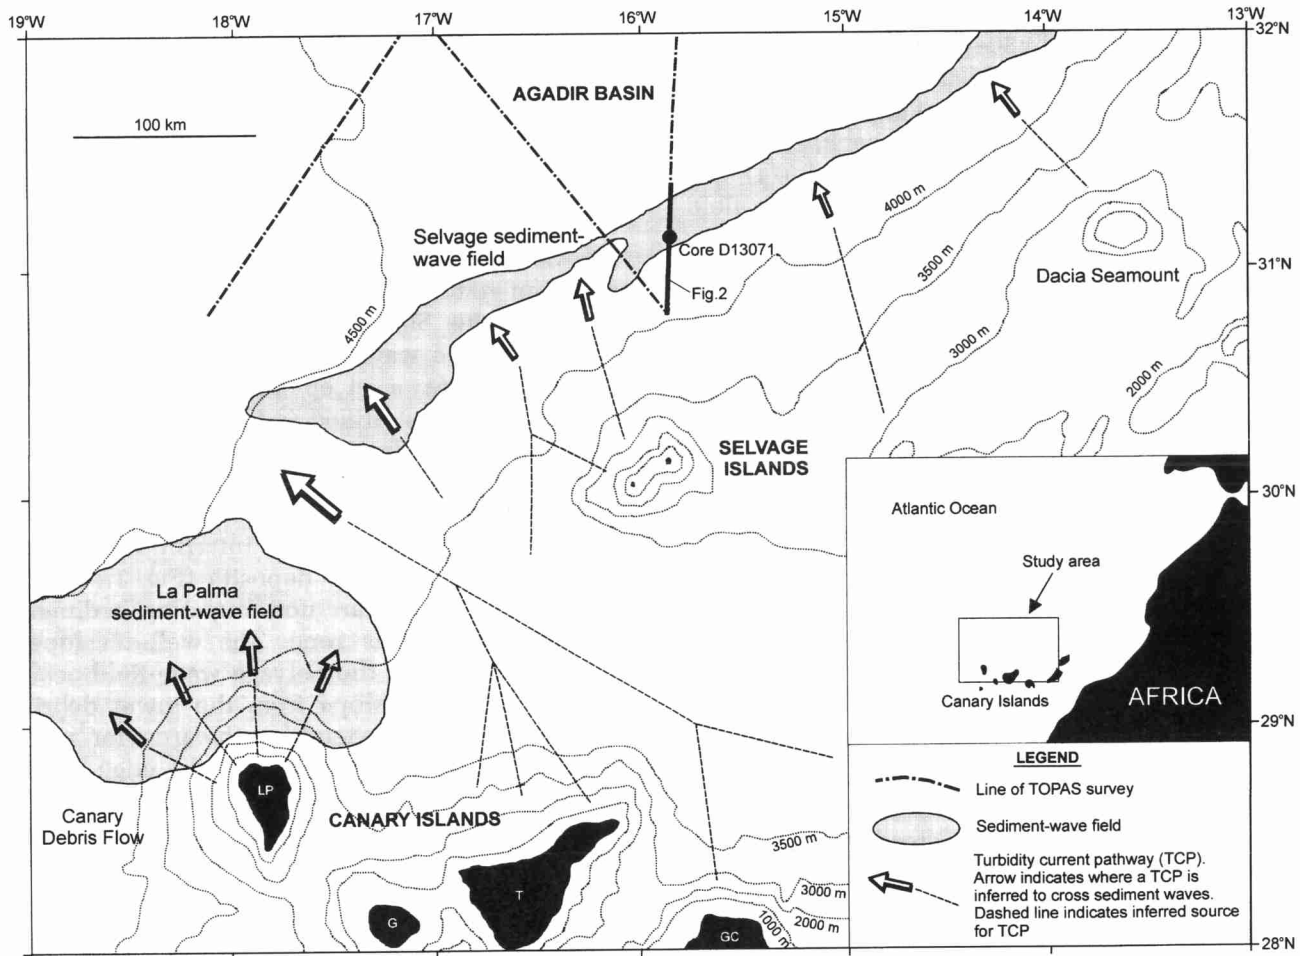 19°W
18°W
17°W
16°W
15°W
14°W
13°W
32°N
AGADIR BASIN
100 km
4000 m
Selvage sediment-
wave field
Core D13071
3500 m
31°N
Dacia Seamount
Fig.2
4500 m
3000 m
2000 m
SELVAGE
ISLANDS
30°N
Atlantic Ocean
Study area
La Palma
sediment-wave field
Canary Islands
AFRICA
29°N
LEGEND
Line of TOPAS survey
Sediment-wave field
Turbidity current pathway (TCP).
Arrow indicates where a TCP is
inferred to cross sediment waves.
Dashed line indicates inferred source
for TCP
LP
Canary
Debris Flow
CANARY ISLANDS
3500 m
3000 m
2000 m
1000 m
T
G
GC
28°N